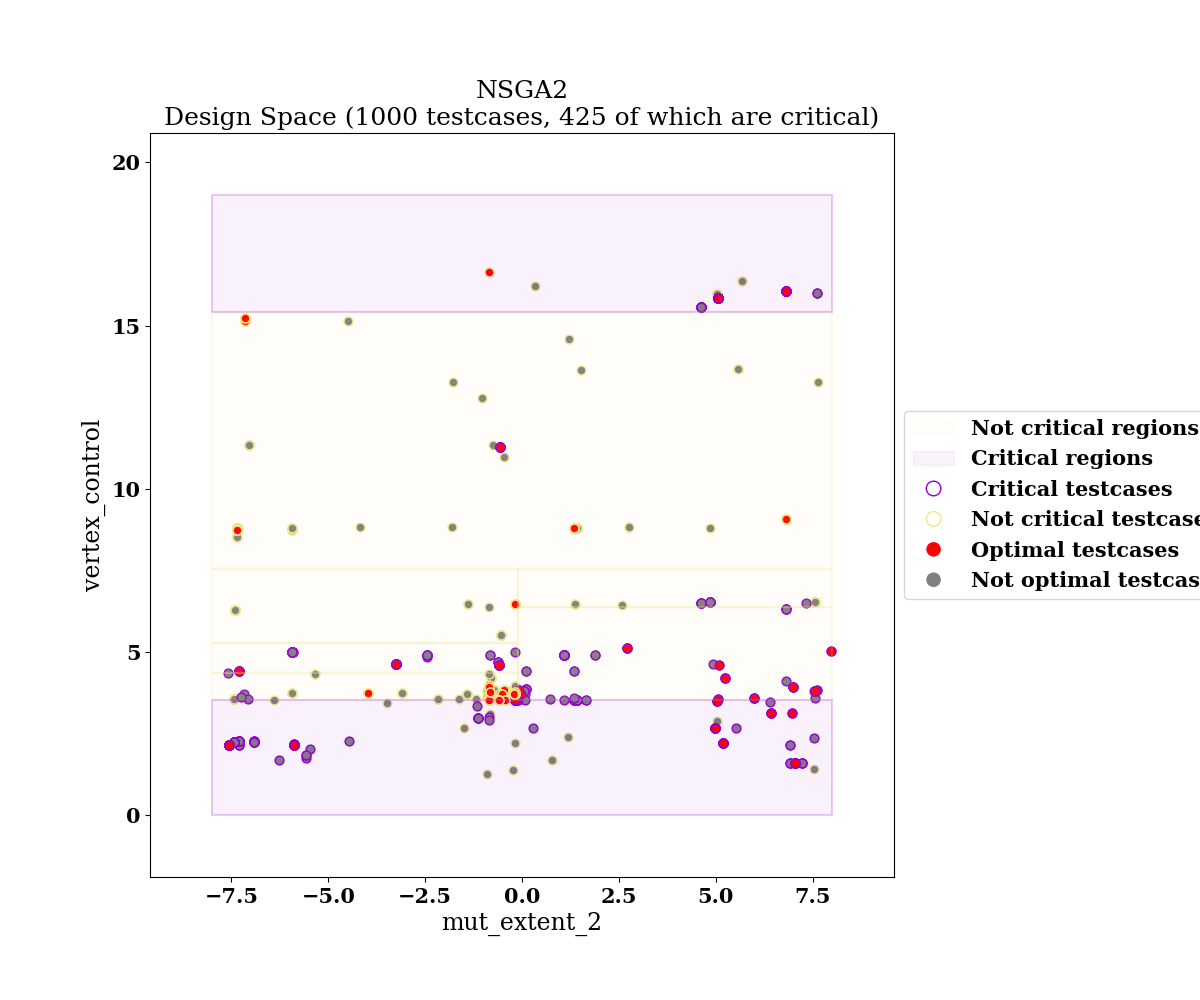 NSGA2
Design Space (1000 testcases, 425 of which are critical)
20
15
10
5
0
vertex_control
−7.5 −5.0 −2.5 0.0 2.5 5.0 7.5
mut_extent_2
Not critical regions
Critical regions
Critical testcases
Not critical testcase
Optimal testcases
Not optimal testcas